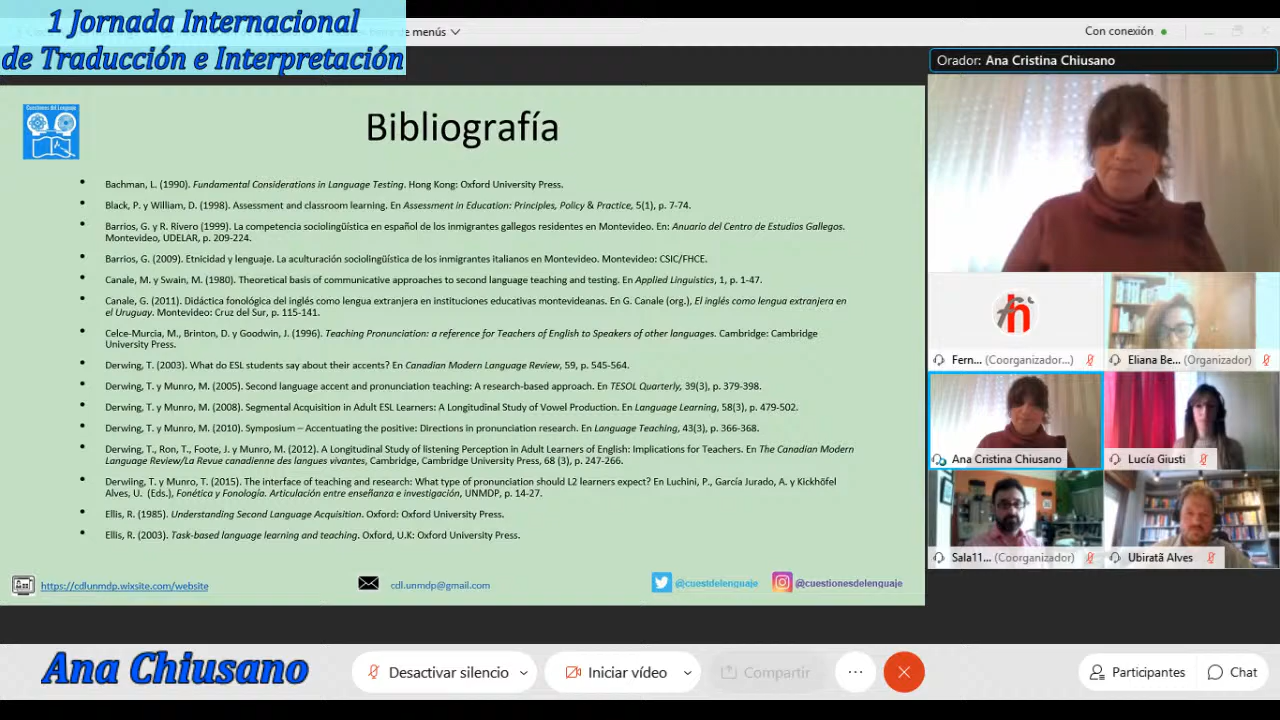 1 Jornada Internacional
de Traducción e Interpretación
menús
Con conexión
Orador: Ana Cristina Chiusano
Cuestiones del Lenguaje
Bibliografía
• Bachman, L. (1990). Fundamental Considerations in Language Testing. Hong Kong: Oxford University Press.
• Black, P. y William, D. (1998). Assessment and classroom learning. En Assessment in Education: Principles, Policy & Practice, 5(1), p. 7-74.
• Barrios, G. y R. Rivero (1999). La competencia sociolingüística en español de los inmigrantes gallegos residentes en Montevideo. En: Anuario del Centro de Estudios Gallegos.
Montevideo, UDELAR, p. 209-224.
• Barrios, G. (2009). Etnicidad y lenguaje. La aculturación sociolingüística de los inmigrantes italianos en Montevideo. Montevideo: CSIC/FHCE.
• Canale, M. y Swain, M. (1980). Theoretical basis of communicative approaches to second language teaching and testing. En Applied Linguistics, 1, p. 1-47.
• Canale, G. (2011). Didáctica fonológica del inglés como lengua extranjera en instituciones educativas montevideanas. En G. Canale (org.), El inglés como lengua extranjera en
el Uruguay. Montevideo: Cruz del Sur, p. 115-141.
• Celce-Murcia, M., Brinton, D. y Goodwin, J. (1996). Teaching Pronunciation: a reference for Teachers of English to Speakers of other languages. Cambridge: Cambridge
University Press.
• Derwing, T. (2003). What do ESL students say about their accents? En Canadian Modern Language Review, 59, p. 545-564.
• Derwing, T. y Munro, M. (2005). Second language accent and pronunciation teaching: A research-based approach. En TESOL Quarterly, 39(3), p. 379-398.
• Derwing, T. y Munro, M. (2008). Segmental Acquisition in Adult ESL Learners: A Longitudinal Study of Vowel Production. En Language Learning, 58(3), p. 479-502.
• Derwing, T. y Munro, M. (2010). Symposium – Accentuating the positive: Directions in pronunciation research. En Language Teaching, 43(3), p. 366-368.
• Derwing, T., Ron, T., Foote, J. y Munro, M. (2012). A Longitudinal Study of listening Perception in Adult Learners of English: Implications for Teachers. En The Canadian Modern
Language Review/La Revue canadienne des langues vivantes, Cambridge, Cambridge University Press, 68 (3), p. 247-266.
• Derwiing, T. y Munro, T. (2015). The interface of teaching and research: What type of pronunciation should L2 learners expect? En Luchini, P., García Jurado, A. y Kickhöfel
Alves, U. (Eds.), Fonética y Fonología. Articulación entre enseñanza e investigación, UNMDP, p. 14-27.
• Ellis, R. (1985). Understanding Second Language Acquisition. Oxford: Oxford University Press.
• Ellis, R. (2003). Task-based language learning and teaching. Oxford, U.K: Oxford University Press.
https://cdlunmdp.wixsite.com/website
cdl.unmdp@gmail.com
@cuestdelenguaje
@cuestionesdelenguaje
Fern... (Coorganizador...)
Eliana Be... (Organizador)
Ana Cristina Chiusano
Lucía Giusti
Sala11... (Coorganizador)
Ubiratã Alves
Ana Chiusano
Desactivar silencio
Iniciar vídeo
Compartir
...
Participantes
Chat